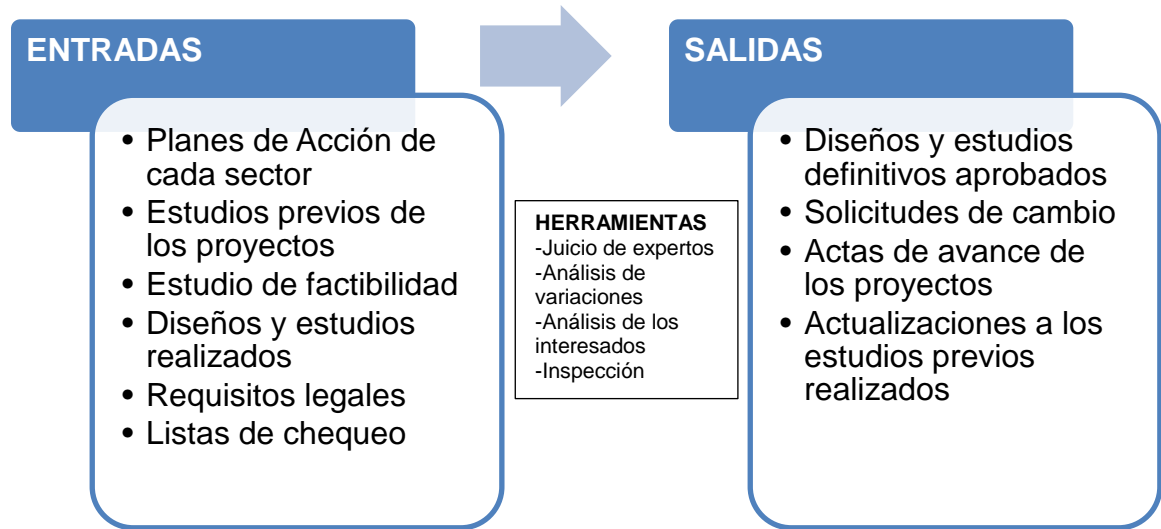 ENTRADAS
• Planes de Acción de
cada sector
• Estudios previos de
los proyectos
• Estudio de factibilidad
• Diseños y estudios
realizados
• Requisitos legales
• Listas de chequeo
HERRAMIENTAS
-Juicio de expertos
-Análisis de
variaciones
-Análisis de los
interesados
-Inspección
SALIDAS
• Diseños y estudios
definitivos aprobados
• Solicitudes de cambio
• Actas de avance de
los proyectos
• Actualizaciones a los
estudios previos
realizados